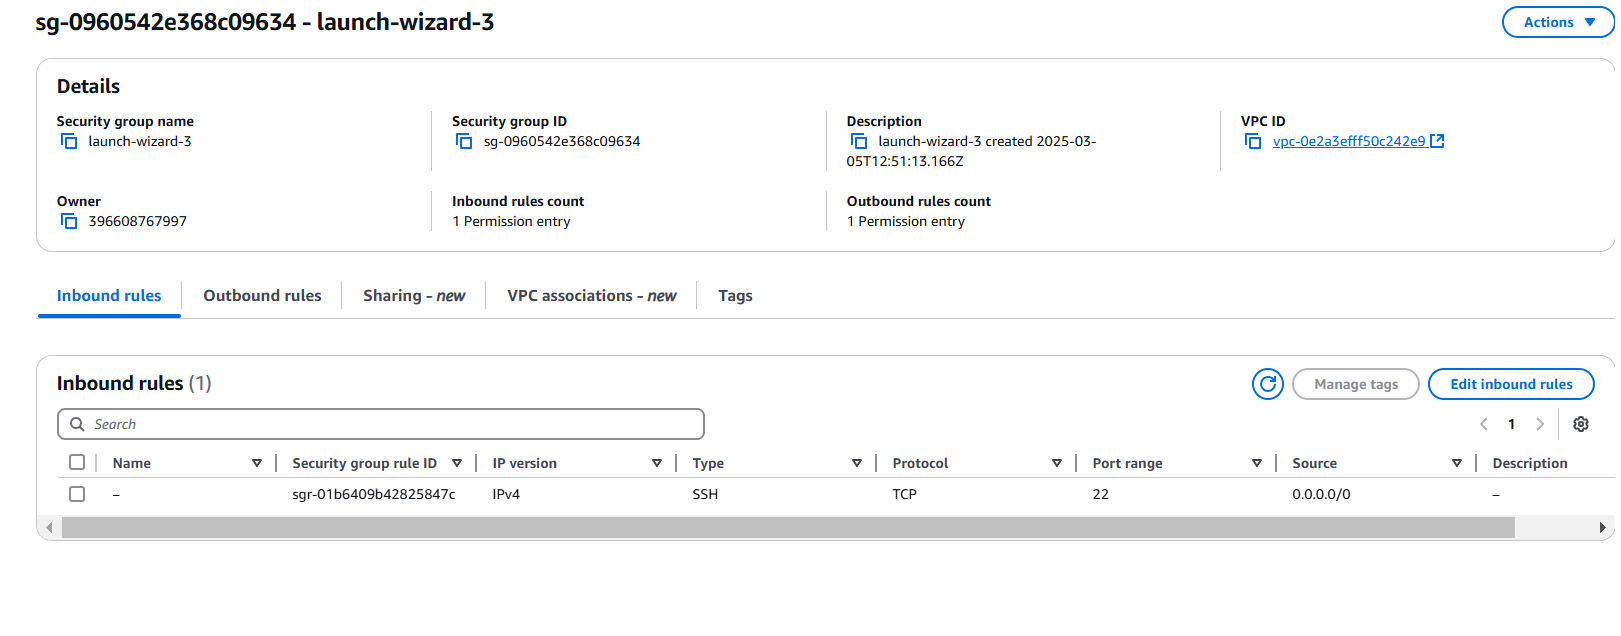 sg-0960542e368c09634 - launch-wizard-3
Actions
Details
Security group name
launch-wizard-3
Security group ID
sg-0960542e368c09634
Description
launch-wizard-3 created 2025-03-
05T12:51:13.166Z
VPC ID
vpc-0e2a3efff50c242e9
Owner
396608767997
Inbound rules count
1 Permission entry
Outbound rules count
1 Permission entry
Inbound rules
Outbound rules
Sharing - new
VPC associations - new
Tags
Inbound rules (1)
Manage tags
Edit inbound rules
Search
1
Name
Security group rule ID
IP version
Type
Protocol
Port range
Source
Description
–
sgr-01b6409b42825847c
IPv4
SSH
TCP
22
0.0.0.0/0
–